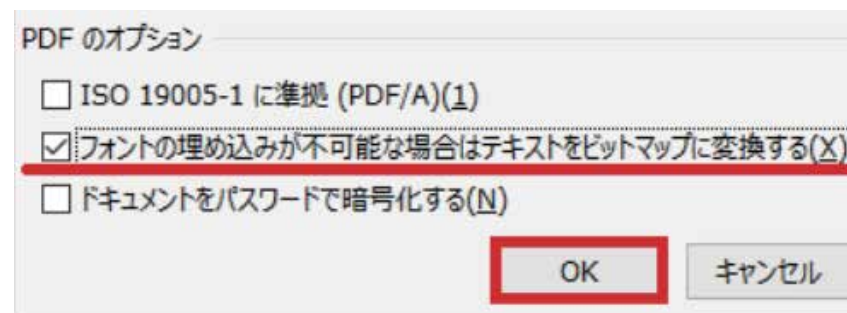 PDF のオプション
ISO 19005-1 に準拠 (PDF/A)(1)
フォントの埋め込みが不可能な場合はテキストをビットマップに変換する(X)
ドキュメントをパスワードで暗号化する(N)
OK キャンセル